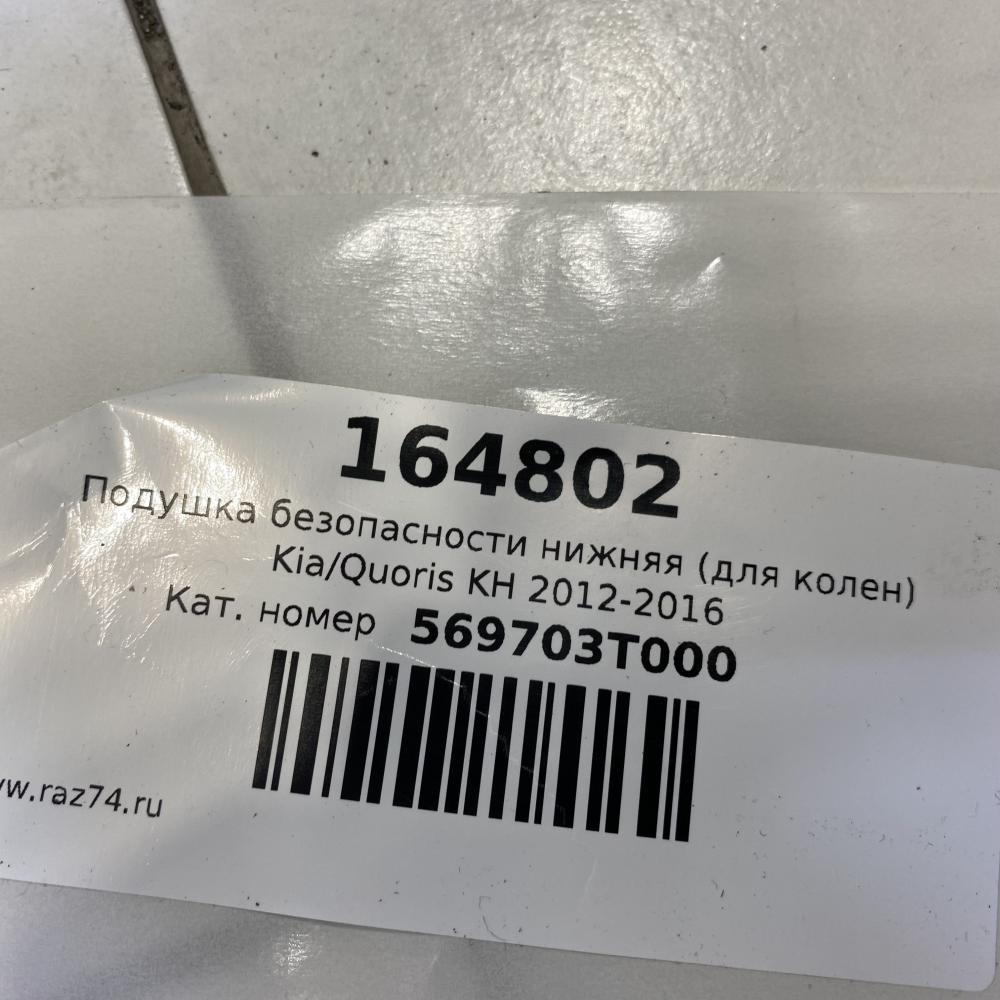 164802
Подушка безопасности нижняя (для колен)
Kia/Quoris KH 2012-2016
Кат. номер 569703T000
w.raz74.ru